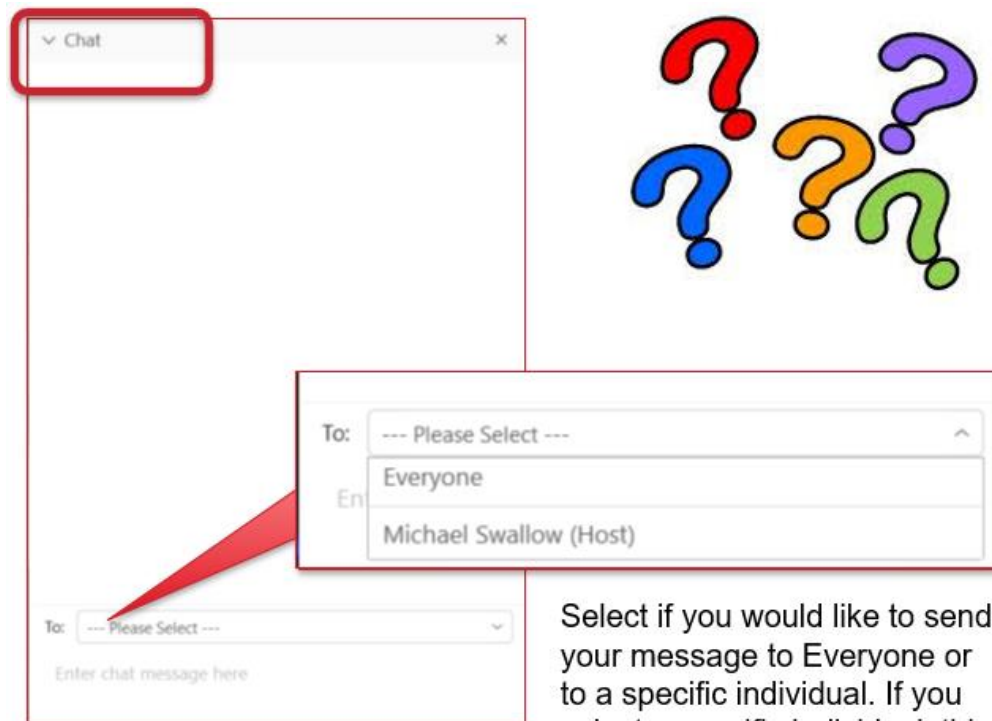 Chat
To: --- Please Select ---
Everyone
Michael Swallow (Host)
To: --- Please Select ---
Enter chat message here
Select if you would like to send
your message to Everyone or
to a specific individual. If you